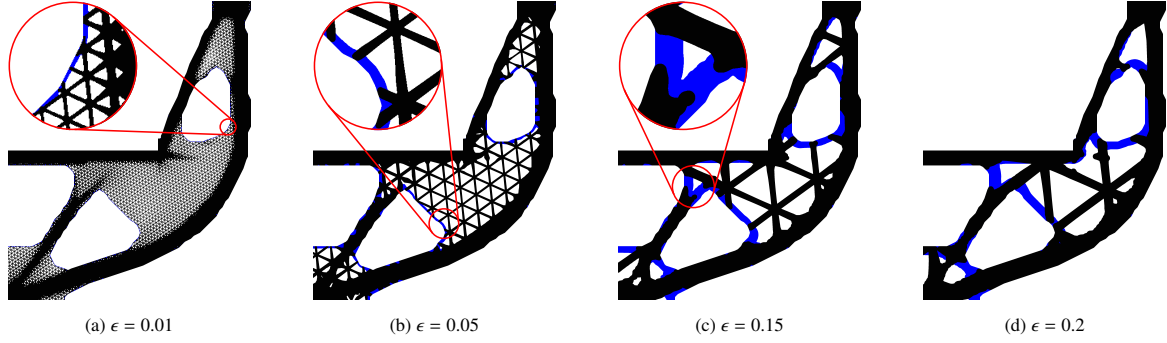 (a) ϵ = 0.01
(b) ϵ = 0.05
(c) ϵ = 0.15
(d) ϵ = 0.2